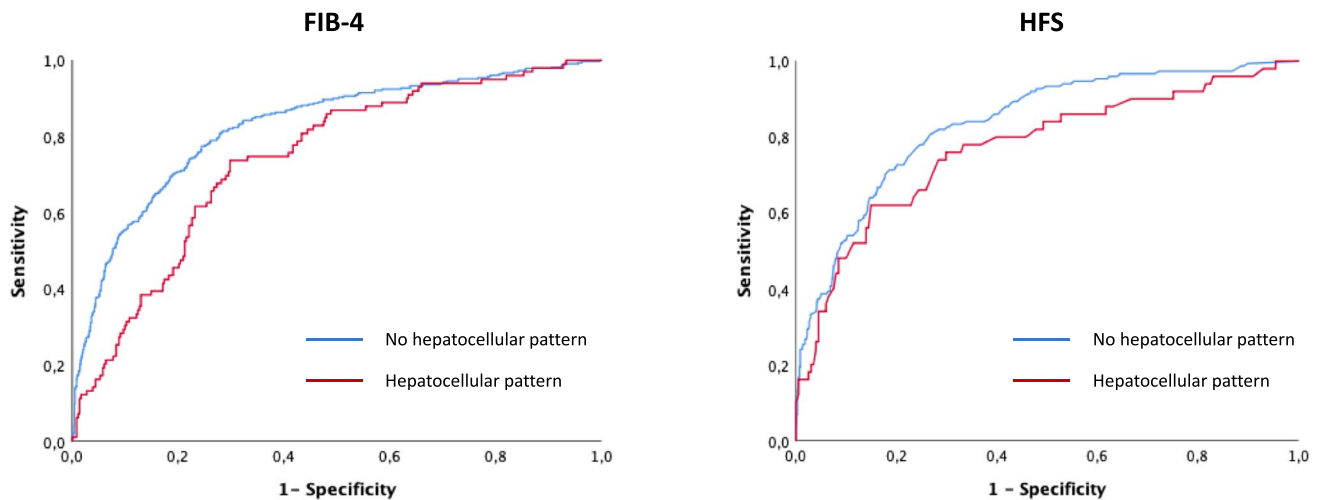 FIB-4
1,0
0,8
0,6
0,4
0,2
0,0
0,0 0,2 0,4 0,6 0,8 1,0
Sensitivity
1- Specificity
No hepatocellular pattern
Hepatocellular pattern
HFS
1,0
0,8
0,6
0,4
0,2
0,0
0,0 0,2 0,4 0,6 0,8 1,0
Sensitivity
1 - Specificity
No hepatocellular pattern
Hepatocellular pattern